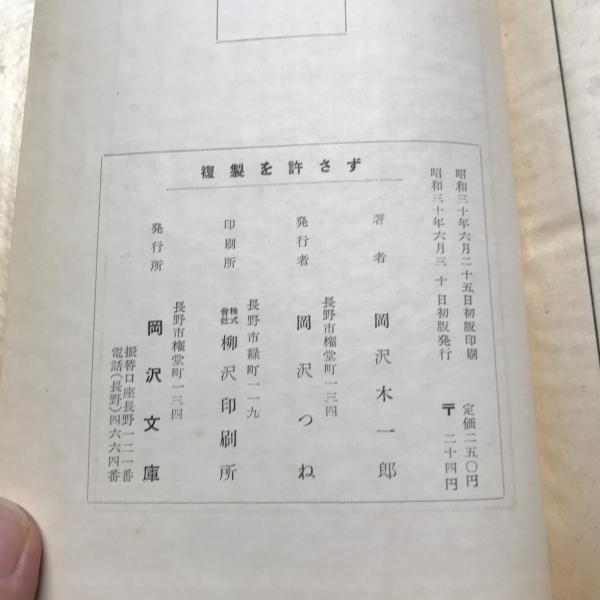 複製を許さず
昭和三十年六月二十五日初版印刷
昭和三十年六月三十日初版発行
定価二五〇円
〒二十四円
著者 岡沢木一郎
長野市権堂町一三四
発行者 岡沢つね
長野市緑町一一九
印刷所 株式會社 柳沢印刷所
長野市権堂町一三四
発行所 岡沢文庫
振替口座長野一二一番
電話(長野)四六六四番